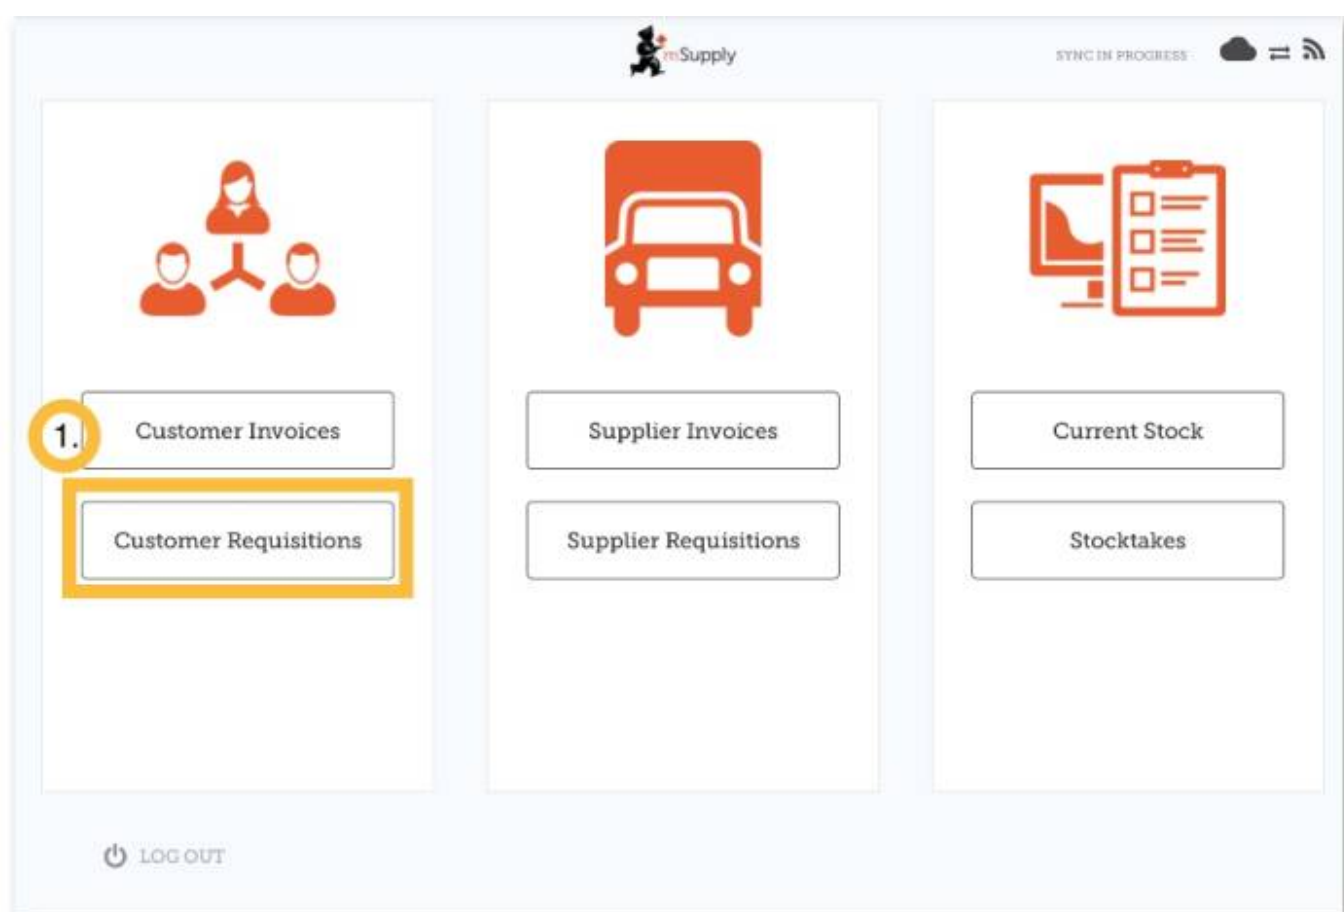 mSupply
SYNC IN PROGRESS
1.
Customer Invoices
Customer Requisitions
Supplier Invoices
Supplier Requisitions
Current Stock
Stocktakes
LOG OUT